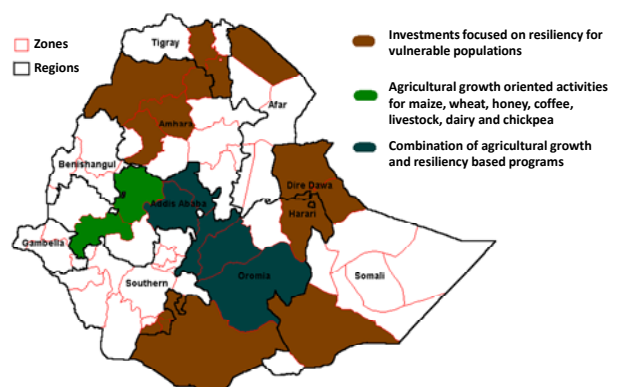 Zones
Regions
Investments focused on resiliency for
vulnerable populations
Agricultural growth oriented activities
for maize, wheat, honey, coffee,
livestock, dairy and chickpea
Combination of agricultural growth
and resiliency based programs
Tigray
Afar
Amhara
Benishangul
Dire Dawa
Addis Ababa
Harari
Gambella
Oromia
Somali
Southern